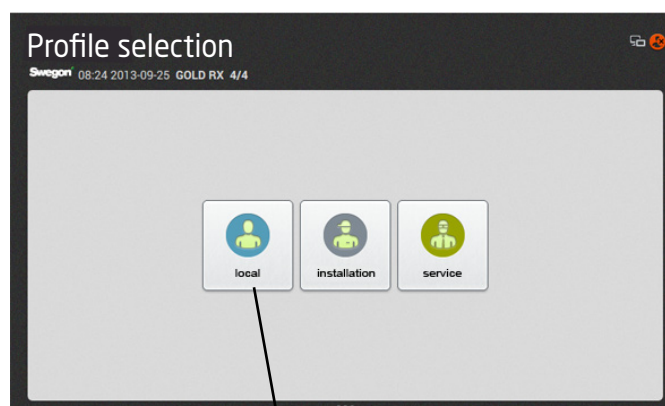 Profile selection
Swegon 08:24 2013-09-25 GOLD RX 4/4
local installation service